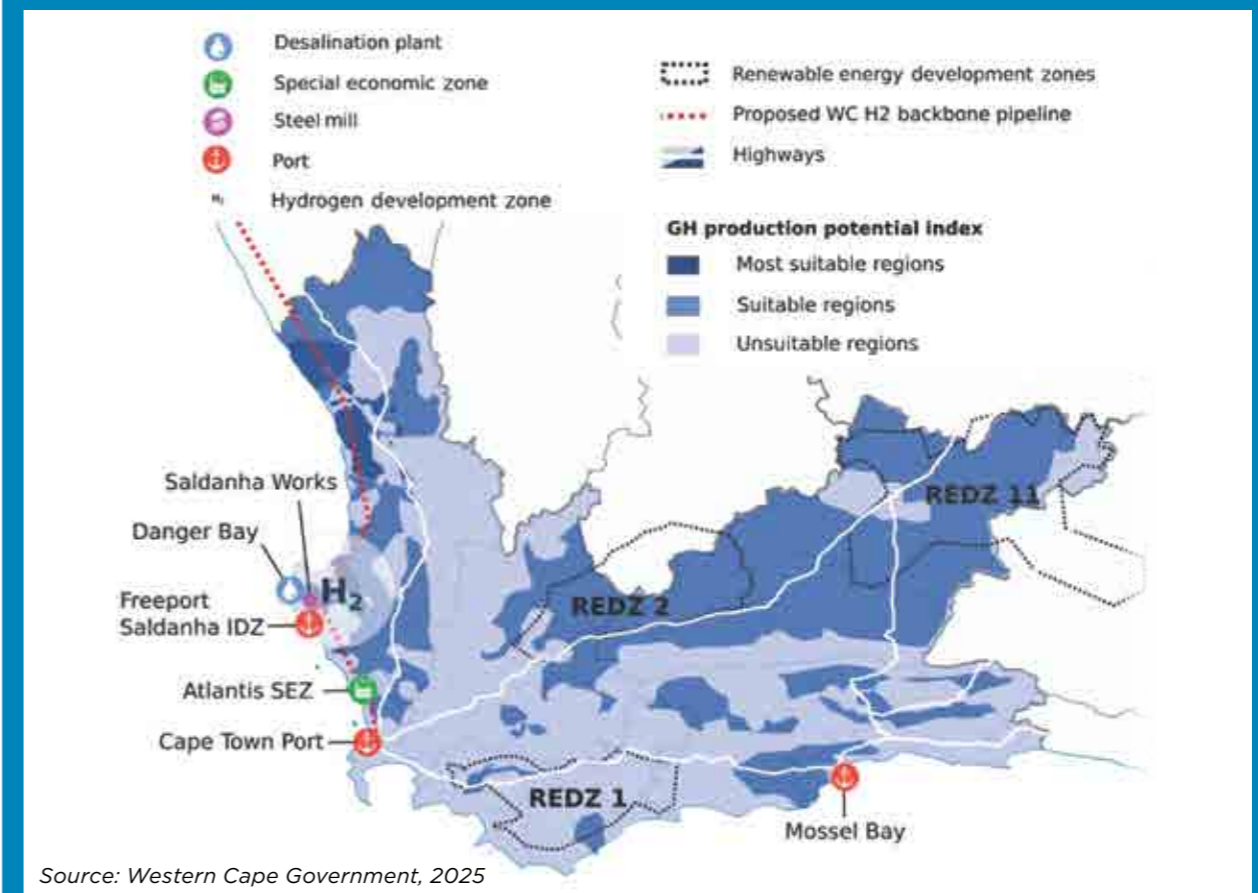 Desalination plant
Special economic zone
Steel mill
Port
H₂
Hydrogen development zone
Renewable energy development zones
Proposed WC H2 backbone pipeline
Highways
GH production potential index
Most suitable regions
Suitable regions
Unsuitable regions
Saldanha Works
Danger Bay
H₂
Freeport
Saldanha IDZ
Atlantis SEZ
Cape Town Port
REDZ 11
REDZ 2
REDZ 1
Mossel Bay
Source: Western Cape Government, 2025